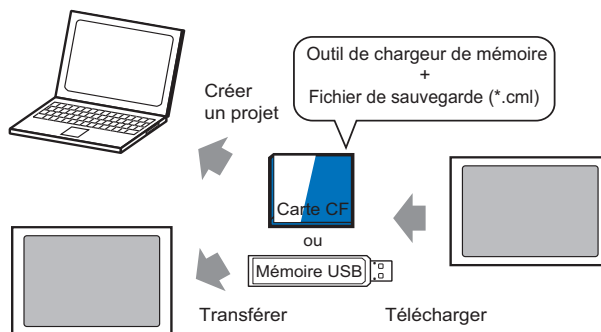 Outil de chargeur de mémoire
+
Fichier de sauvegarde (*.cml)
Créer
un projet
Carte CF
ou
Mémoire USB
Transférer
Télécharger